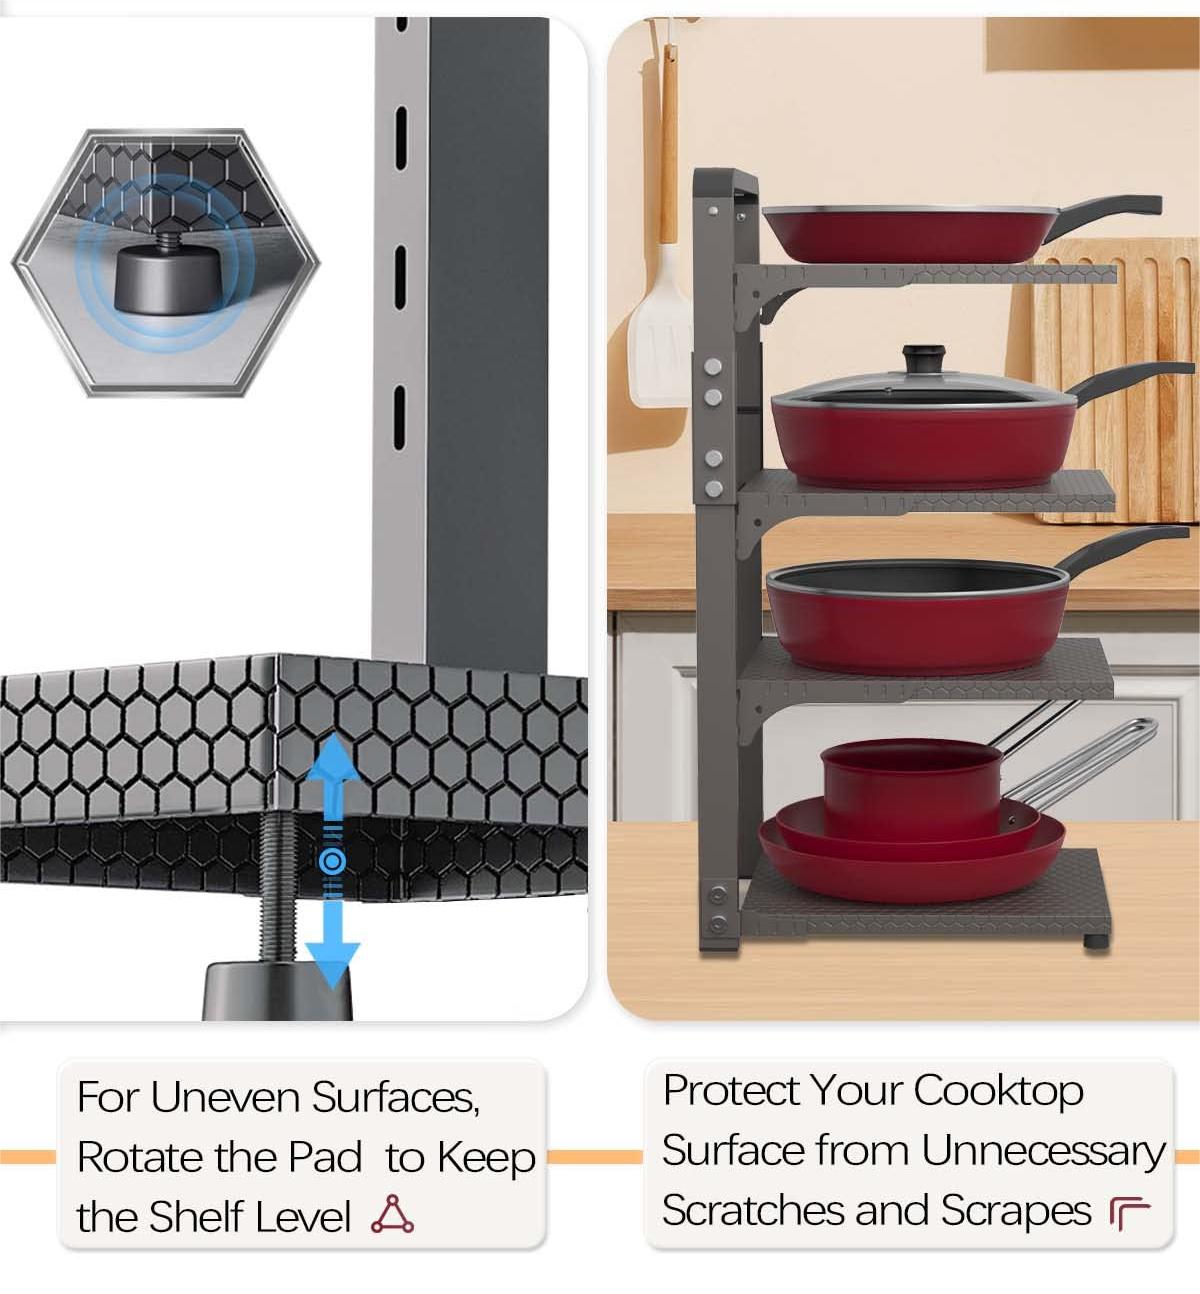 For Uneven Surfaces,
Rotate the Pad to Keep
the Shelf Level
Protect Your Cooktop
Surface from Unnecessary
Scratches and Scrapes